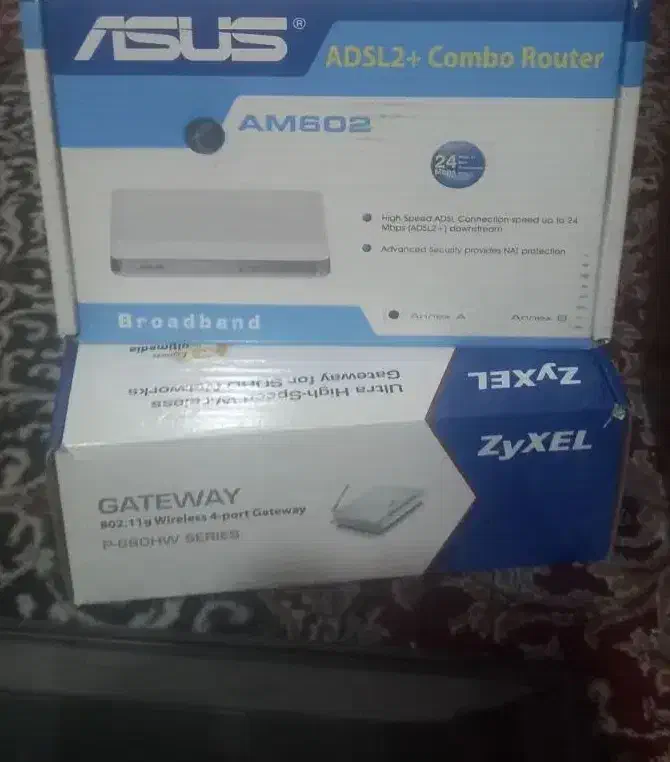 ASUS®
ADSL2+ Combo Router
AM602
24
High Speed ADSL Connection-speed up to 24
Mbps (ADSL2+) downstream
Advanced Security provides NAT protection
ASUS
Broadband
Annex A
Annex B
ultimedia
Ultra High-Speed Wireless
Gateway for SOHO Networks
ZyXEL
ZyXEL
GATEWAY
802.11g Wireless 4-port Gateway
P-660HW SERIES